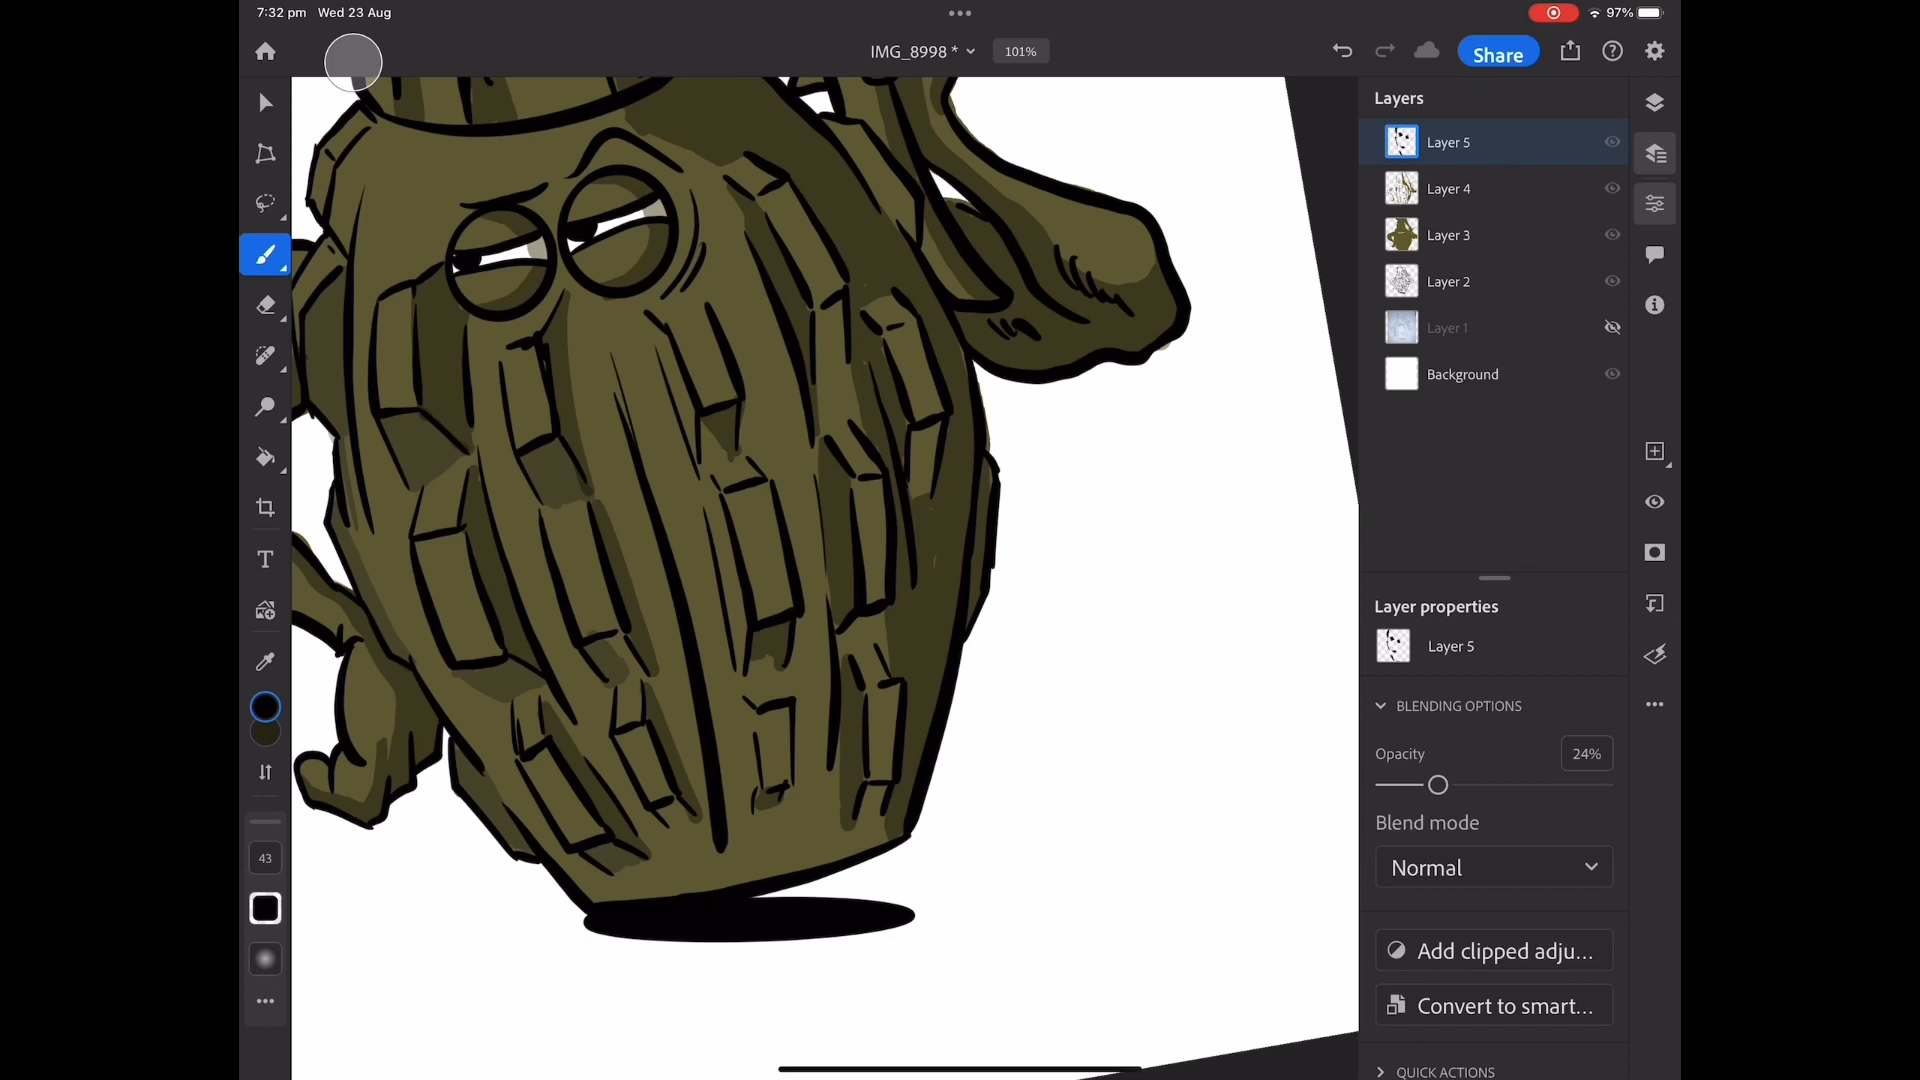 7:32 pm Wed 23 Aug
97%
IMG_8998 *
101%
Share
Layers
Layer 5
Layer 4
Layer 3
Layer 2
Layer 1
Background
Layer properties
Layer 5
BLENDING OPTIONS
Opacity
24%
Blend mode
Normal
Add clipped adju...
Convert to smart...
QUICK ACTIONS
T
43